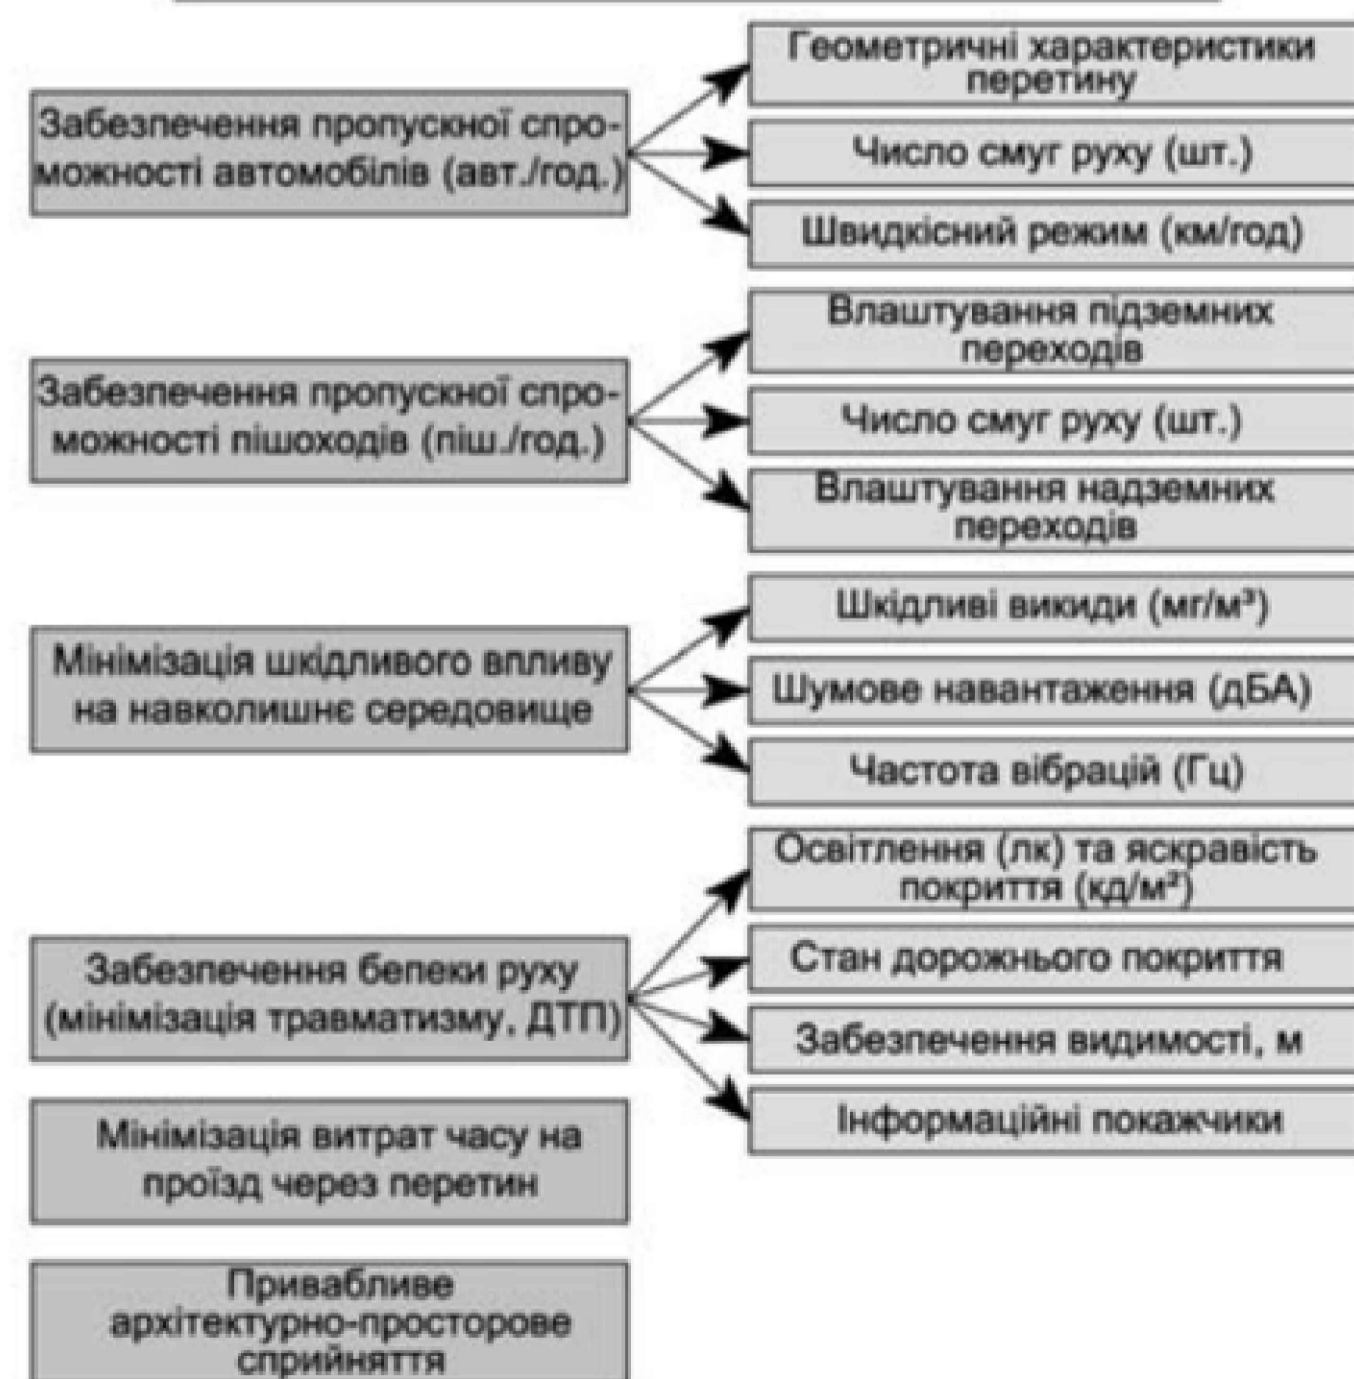 Забезпечення пропускної спро-
можності автомобілів (авт./год.)
Геометричні характеристики
перетину
Число смуг руху (шт.)
Швидкісний режим (км/год)
Забезпечення пропускної спро-
можності пішоходів (піш./год.)
Влаштування підземних
переходів
Число смуг руху (шт.)
Влаштування надземних
переходів
Мінімізація шкідливого впливу
на навколишнє середовище
Шкідливі викиди (мг/м³)
Шумове навантаження (дБА)
Частота вібрацій (Гц)
Забезпечення бепеки руху
(мінімізація травматизму, ДТП)
Освітлення (лк) та яскравість
покриття (кд/м²)
Стан дорожнього покриття
Забезпечення видимості, м
Інформаційні покажчики
Мінімізація витрат часу на
проїзд через перетин
Привабливе
архітектурно-просторове
сприйняття